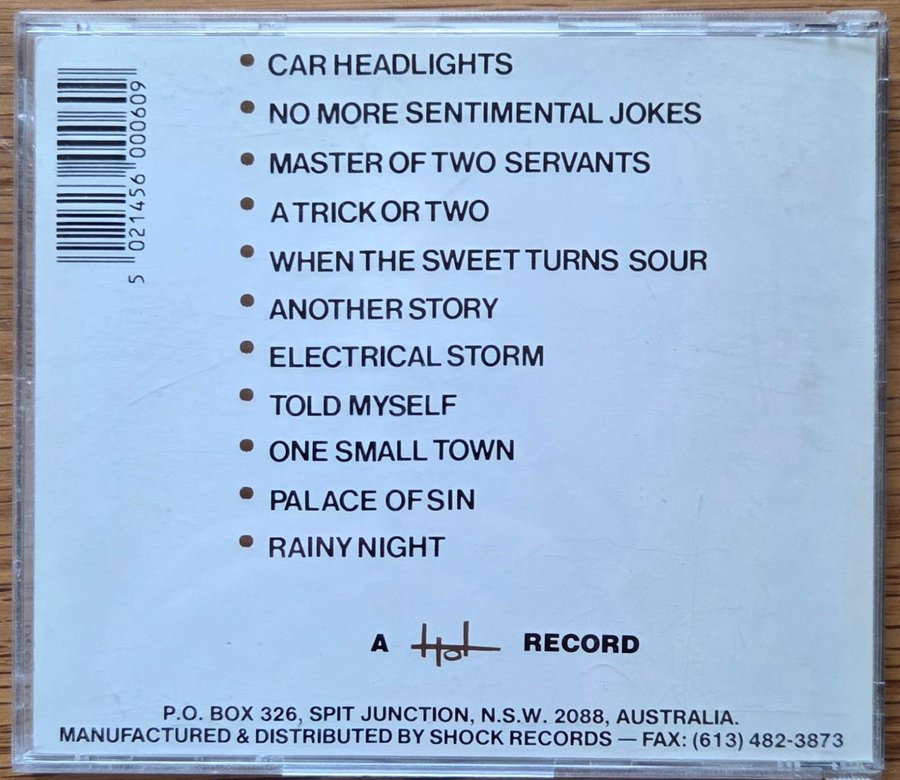 5 021456 000609
• CAR HEADLIGHTS
• NO MORE SENTIMENTAL JOKES
• MASTER OF TWO SERVANTS
• A TRICK OR TWO
• WHEN THE SWEET TURNS SOUR
• ANOTHER STORY
• ELECTRICAL STORM
• TOLD MYSELF
• ONE SMALL TOWN
• PALACE OF SIN
• RAINY NIGHT
A Hot RECORD
P.O. BOX 326, SPIT JUNCTION, N.S.W. 2088, AUSTRALIA.
MANUFACTURED & DISTRIBUTED BY SHOCK RECORDS — FAX: (613) 482-3873